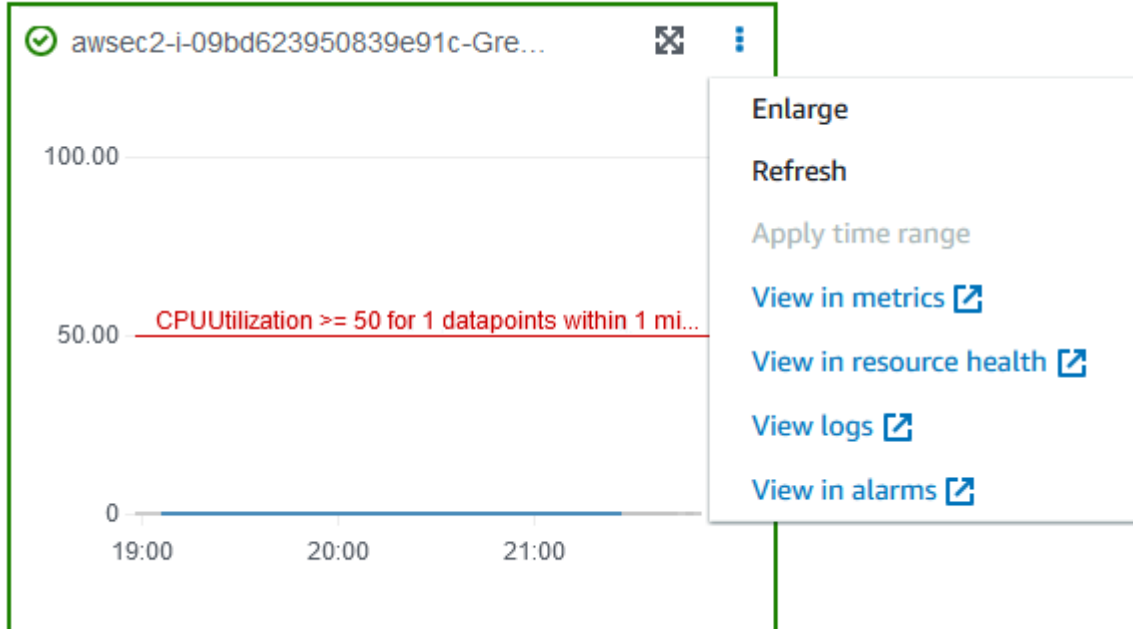 awsec2-i-09bd623950839e91c-Gre...
100.00
CPUUtilization >= 50 for 1 datapoints within 1 mi...
50.00
0
19:00 20:00 21:00
Enlarge
Refresh
Apply time range
View in metrics
View in resource health
View logs
View in alarms